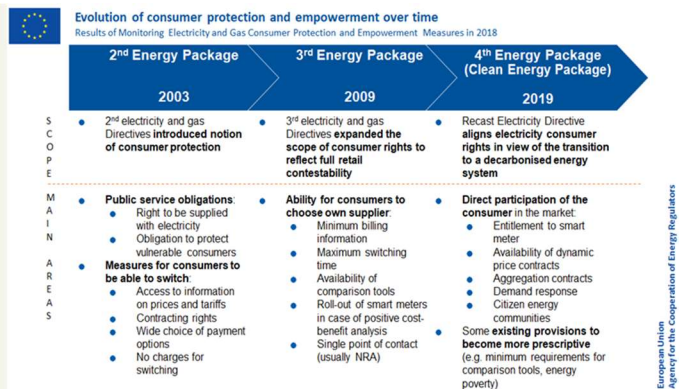 Evolution of consumer protection and empowerment over time
Results of Monitoring Electricity and Gas Consumer Protection and Empowerment Measures in 2018
2nd Energy Package
2003
3rd Energy Package
2009
4th Energy Package
(Clean Energy Package)
2019
SCOPE
● 2nd electricity and gas
Directives introduced notion
of consumer protection
● 3rd electricity and gas
Directives expanded the
scope of consumer rights to
reflect full retail
contestability
● Recast Electricity Directive
aligns electricity consumer
rights in view of the transition
to a decarbonised energy
system
MAIN AREAS
● Public service obligations:
● Right to be supplied
with electricity
● Obligation to protect
vulnerable consumers
● Measures for consumers to
be able to switch:
● Access to information
on prices and tariffs
● Contracting rights
● Wide choice of payment
options
● No charges for
switching
● Ability for consumers to
choose own supplier:
● Minimum billing
information
● Maximum switching
time
● Availability of
comparison tools
● Roll-out of smart meters
in case of positive cost-
benefit analysis
● Single point of contact
(usually NRA)
● Direct participation of the
consumer in the market:
● Entitlement to smart
meter
● Availability of dynamic
price contracts
● Aggregation contracts
● Demand response
● Citizen energy
communities
● Some existing provisions to
become more prescriptive
(e.g. minimum requirements for
comparison tools, energy
poverty)
European Union
Agency for the Cooperation of Energy Regulators